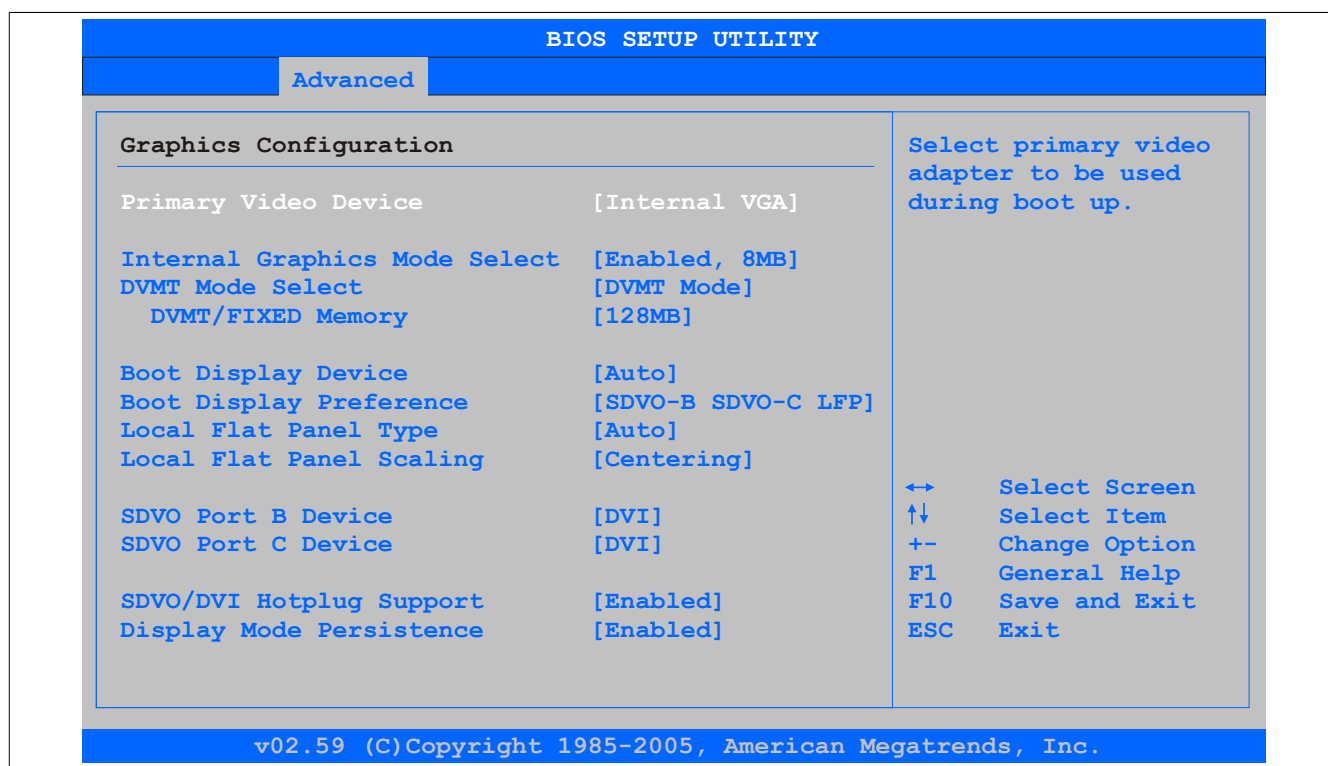 BIOS SETUP UTILITY
Advanced
Graphics Configuration
Primary Video Device [Internal VGA]
Internal Graphics Mode Select [Enabled, 8MB]
DVMT Mode Select [DVMT Mode]
DVMT/FIXED Memory [128MB]
Boot Display Device [Auto]
Boot Display Preference [SDVO-B SDVO-C LFP]
Local Flat Panel Type [Auto]
Local Flat Panel Scaling [Centering]
SDVO Port B Device [DVI]
SDVO Port C Device [DVI]
SDVO/DVI Hotplug Support [Enabled]
Display Mode Persistence [Enabled]
Select primary video
adapter to be used
during boot up.
↔ Select Screen
↑↓ Select Item
+- Change Option
F1 General Help
F10 Save and Exit
ESC Exit
v02.59 (C)Copyright 1985-2005, American Megatrends, Inc.